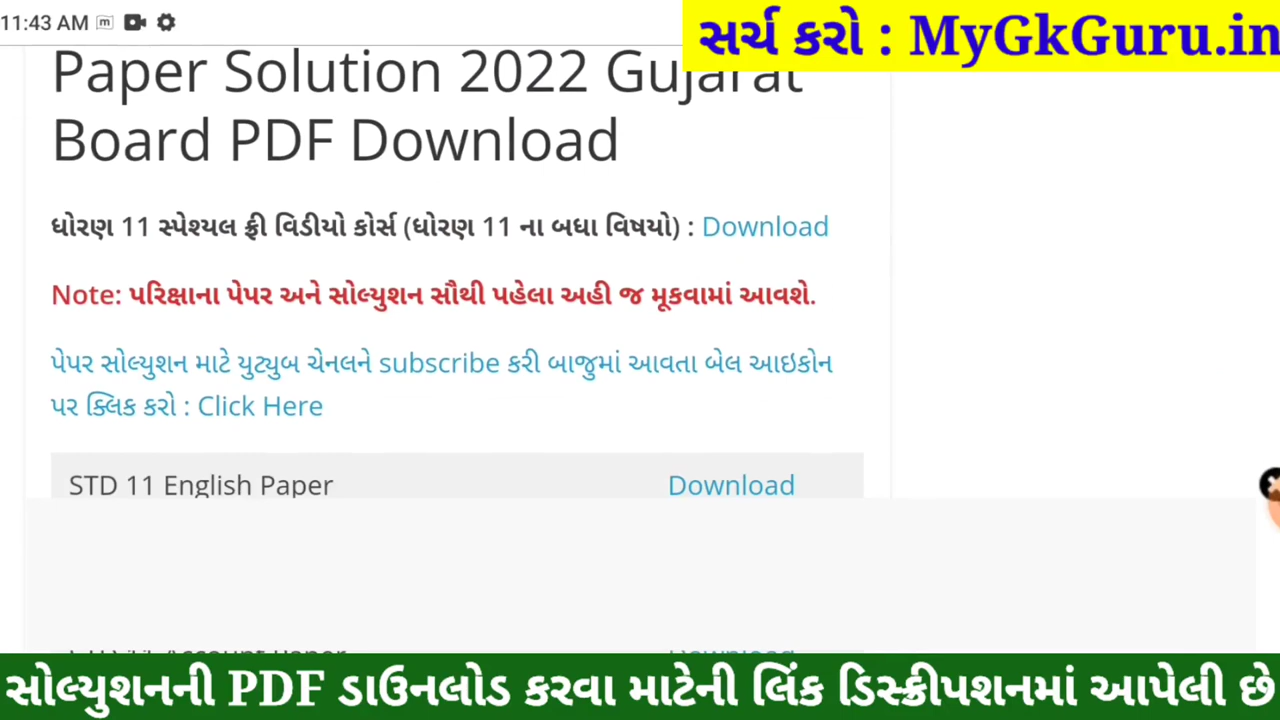 11:43 AM
સર્ચ કરો : MyGkGuru.in
Paper Solution 2022 Gujarat
Board PDF Download
ધોરણ 11 સ્પેશ્યલ ફ્રી વિડીયો કોર્સ (ધોરણ 11 ના બધા વિષયો) : Download
Note: પરિક્ષાના પેપર અને સોલ્યુશન સૌથી પહેલા અહી જ મૂકવામાં આવશે.
પેપર સોલ્યુશન માટે યુટ્યુબ ચેનલને subscribe કરી બાજુમાં આવતા બેલ આઇકોન
પર ક્લિક કરો : Click Here
STD 11 English Paper Download
સોલ્યુશનની PDF ડાઉનલોડ કરવા માટેની લિંક ડિસ્ક્રીપશનમાં આપેલી છે